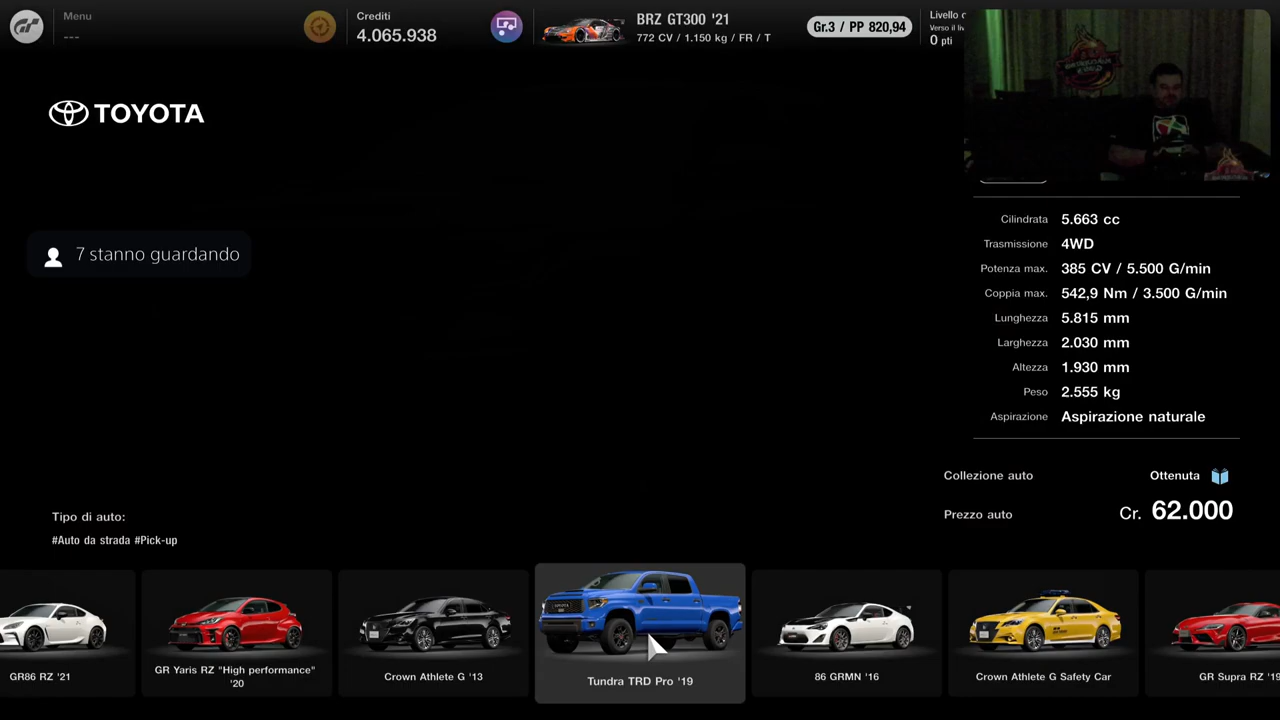 Menu
---
Crediti
4.065.938
BRZ GT300 '21
772 CV / 1.150 kg / FR / T
Gr.3 / PP 820,94
Livello
Verso il
0 pti
TOYOTA
7 stanno guardando
Cilindrata 5.663 cc
Trasmissione 4WD
Potenza max. 385 CV / 5.500 G/min
Coppia max. 542,9 Nm / 3.500 G/min
Lunghezza 5.815 mm
Larghezza 2.030 mm
Altezza 1.930 mm
Peso 2.555 kg
Aspirazione Aspirazione naturale
Collezione auto Ottenuta
Prezzo auto Cr. 62.000
Tipo di auto:
#Auto da strada #Pick-up
GR86 RZ '21
GR Yaris RZ "High performance"
'20
Crown Athlete G '13
Tundra TRD Pro '19
86 GRMN '16
Crown Athlete G Safety Car
GR Supra RZ '19